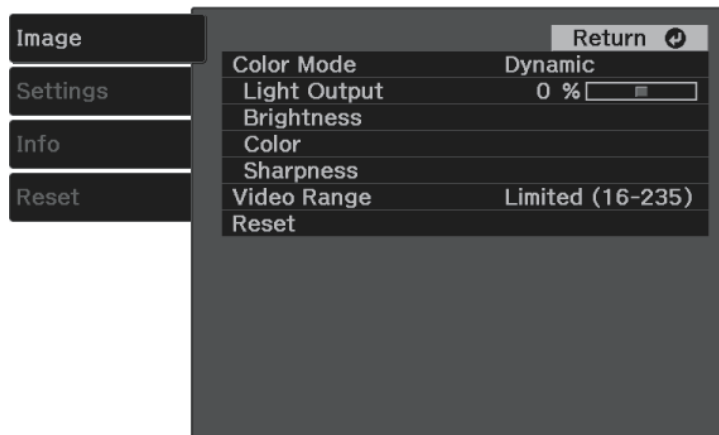 Image
Settings
Info
Reset
Return
Color Mode Dynamic
Light Output 0 %
Brightness
Color
Sharpness
Video Range Limited (16-235)
Reset